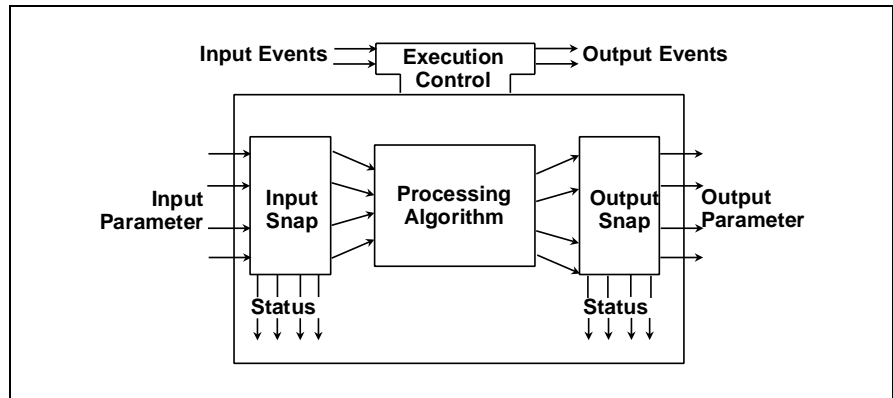 Input Events
Execution
Control
Output Events
Input
Parameter
Input
Snap
Processing
Algorithm
Output
Snap
Output
Parameter
Status
Status